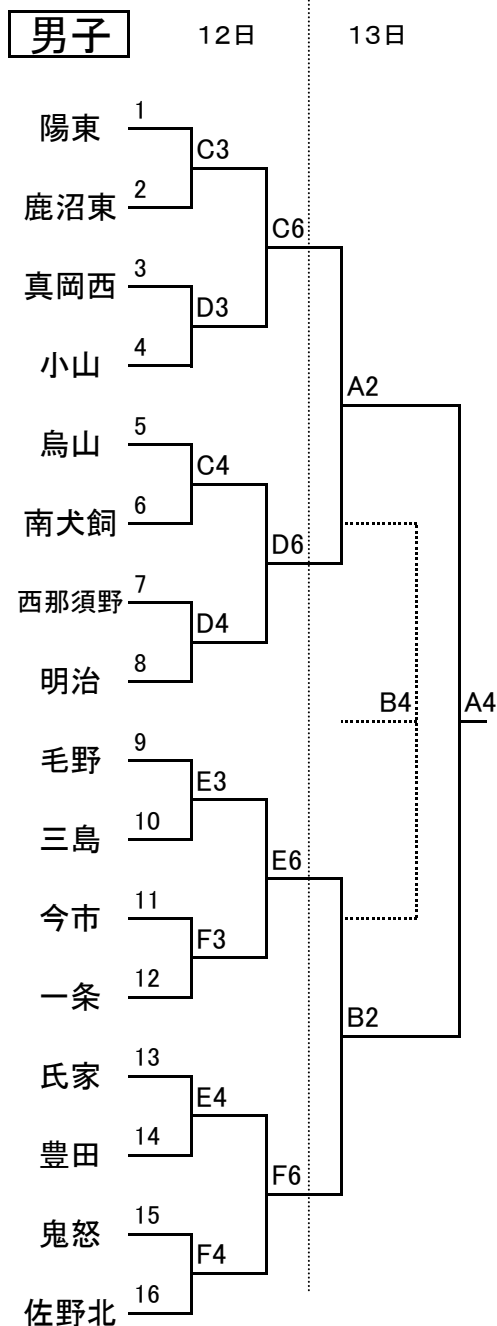 男子 12日 13日
1
陽東
C3
2
鹿沼東
C6
3
真岡西
D3
4
小山
A2
5
烏山
C4
6
南犬飼
D6
7
西那須野
D4
8
明治
B4 A4
9
毛野
E3
10
三島
E6
11
今市
F3
12
一条
B2
13
氏家
E4
14
豊田
F6
15
鬼怒
F4
16
佐野北